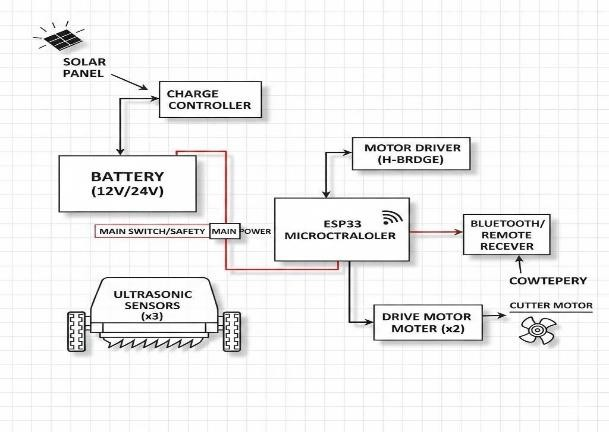 SOLAR
PANEL
CHARGE
CONTROLLER
BATTERY
(12V/24V)
MOTOR DRIVER
(H-BRDGE)
ESP33
MICROCTRALOLER
MAIN SWITCH/SAFETY
MAIN
POWER
BLUETOOTH/
REMOTE
RECEVER
COWTEPERY
ULTRASONIC
SENSORS
(x3)
DRIVE MOTOR
MOTER (x2)
CUTTER MOTOR